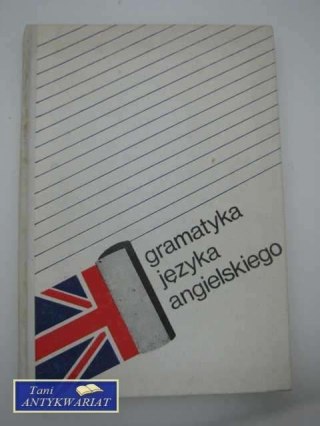 gramatyka
języka
angielskiego
Tani
ANTYKWARIAT